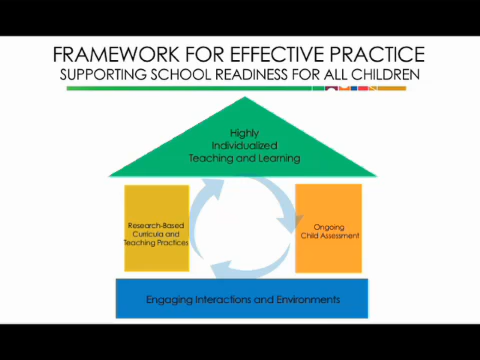 FRAMEWORK FOR EFFECTIVE PRACTICE
SUPPORTING SCHOOL READINESS FOR ALL CHILDREN
Highly
Individualized
Teaching and Learning
Research-Based
Curricula and
Teaching Practices
Ongoing
Child Assessment
Engaging Interactions and Environments